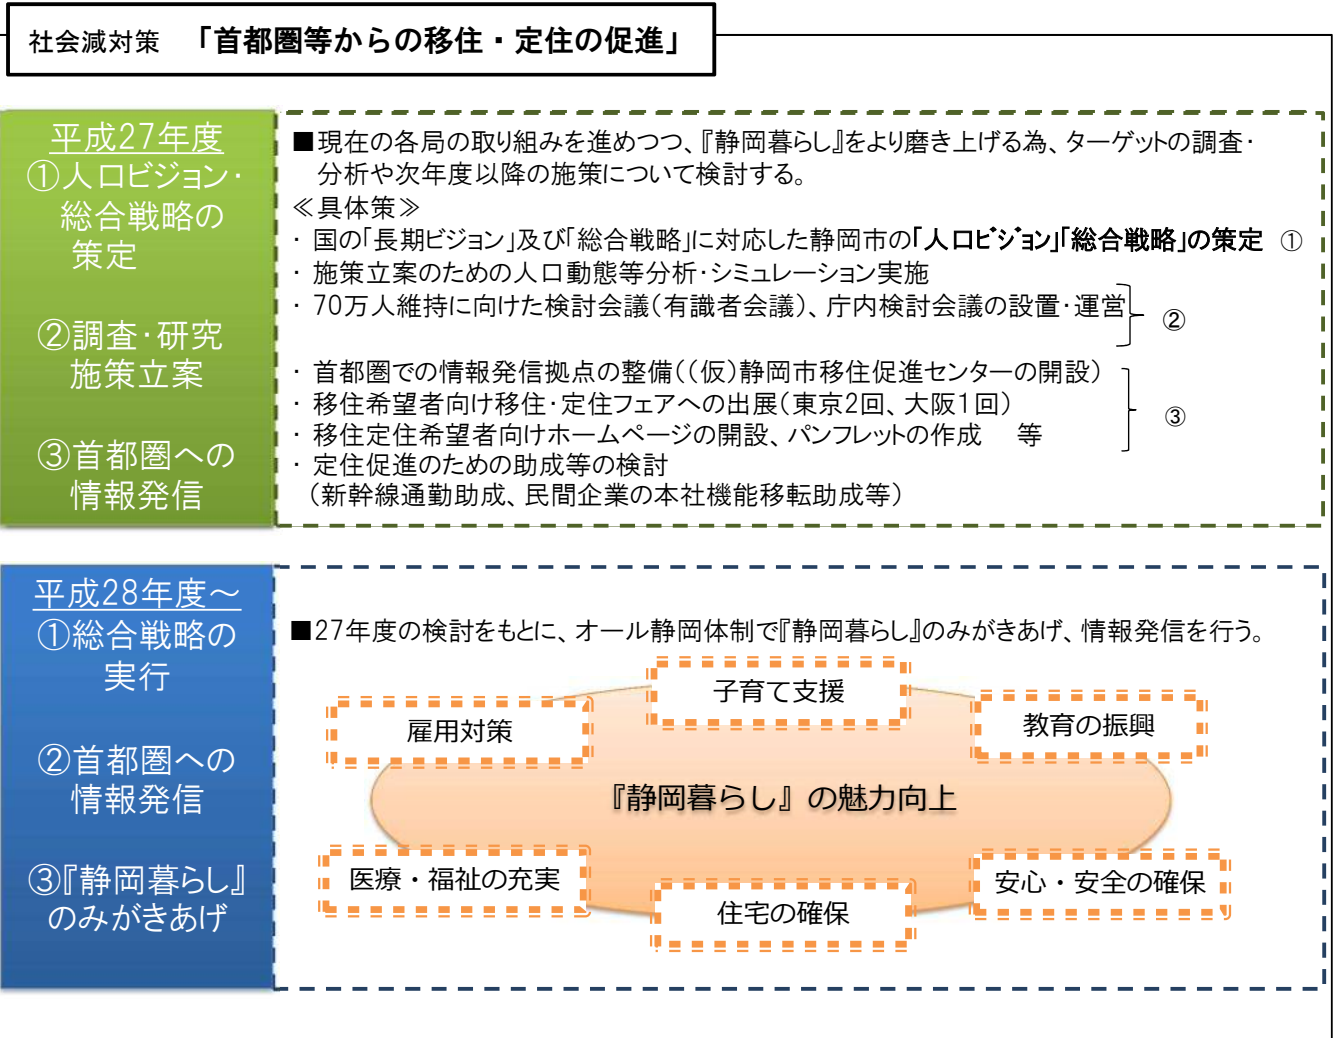 社会減対策 「首都圏等からの移住・定住の促進」
平成27年度
①人口ビジョン・
総合戦略の
策定
②調査・研究
施策立案
③首都圏への
情報発信
■現在の各局の取り組みを進めつつ、『静岡暮らし』をより磨き上げる為、ターゲットの調査・
分析や次年度以降の施策について検討する。
≪具体策≫
・ 国の「長期ビジョン」及び「総合戦略」に対応した静岡市の「人口ビジョン」「総合戦略」の策定 ①
・ 施策立案のための人口動態等分析・シミュレーション実施
・ 70万人維持に向けた検討会議（有識者会議）、庁内検討会議の設置・運営
②
・ 首都圏での情報発信拠点の整備（（仮）静岡市移住促進センターの開設）
・ 移住希望者向け移住・定住フェアへの出展（東京2回、大阪1回）
・ 移住定住希望者向けホームページの開設、パンフレットの作成 等
③
・ 定住促進のための助成等の検討
（新幹線通勤助成、民間企業の本社機能移転助成等）
平成28年度～
①総合戦略の
実行
②首都圏への
情報発信
③『静岡暮らし』
のみがきあげ
■27年度の検討をもとに、オール静岡体制で『静岡暮らし』のみがきあげ、情報発信を行う。
子育て支援
雇用対策
教育の振興
『静岡暮らし』の魅力向上
医療・福祉の充実
安心・安全の確保
住宅の確保